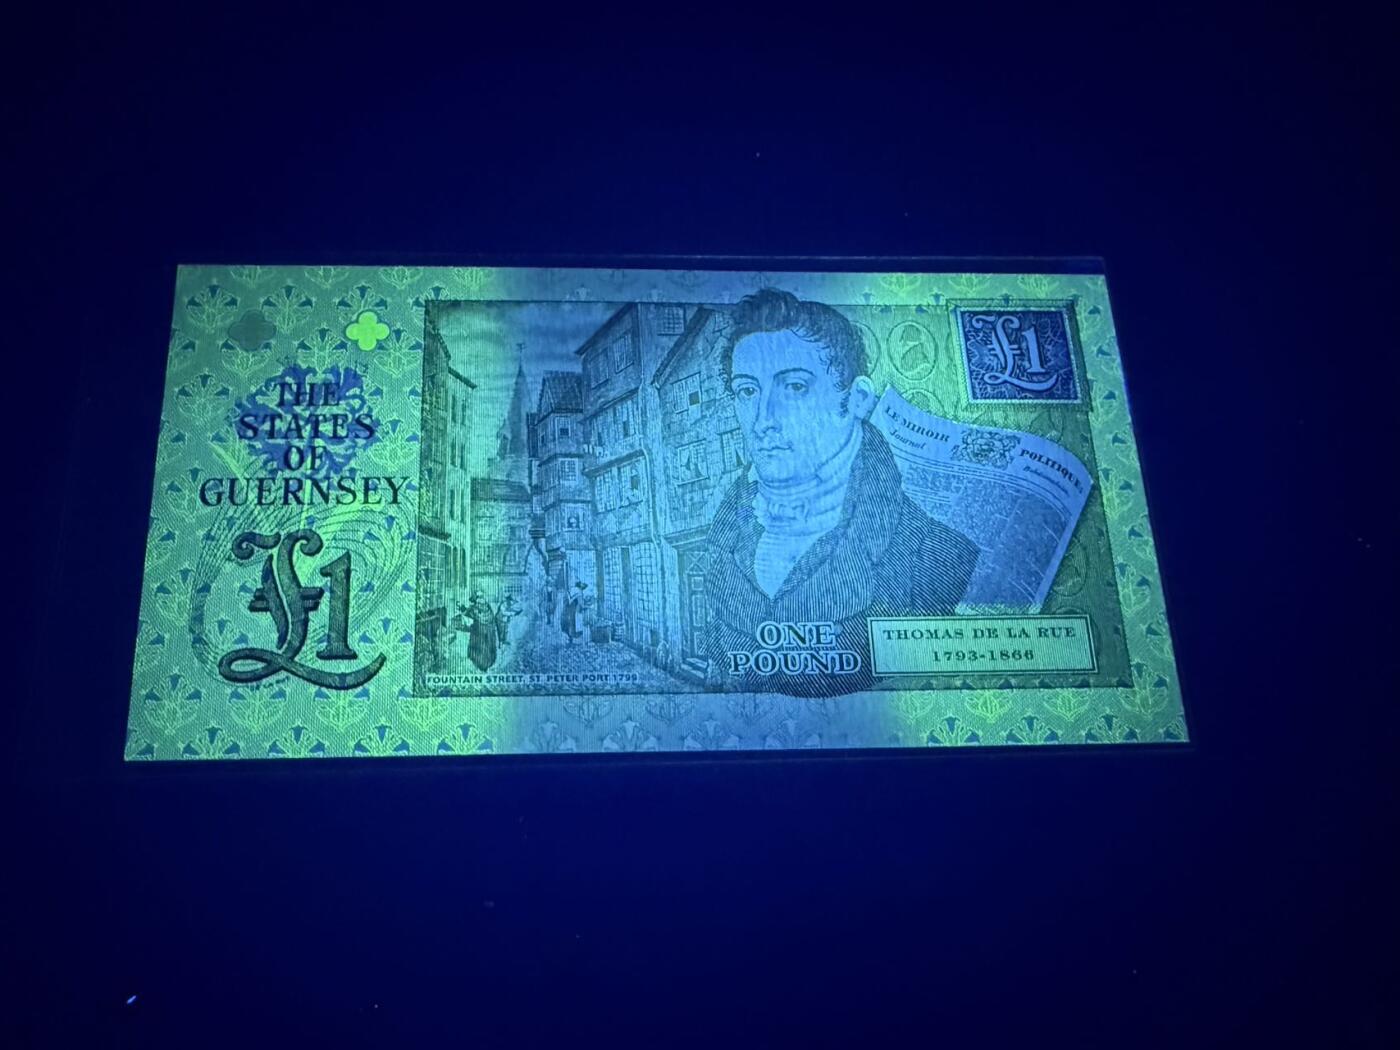 THE
STATES
OF
GUERNSEY
£1
£1
LE MIROIR
POLITIQUE
Journal
ONE
POUND
THOMAS DE LA RUE
1793-1866
FOUNTAIN STREET, ST. PETER PORT 1799